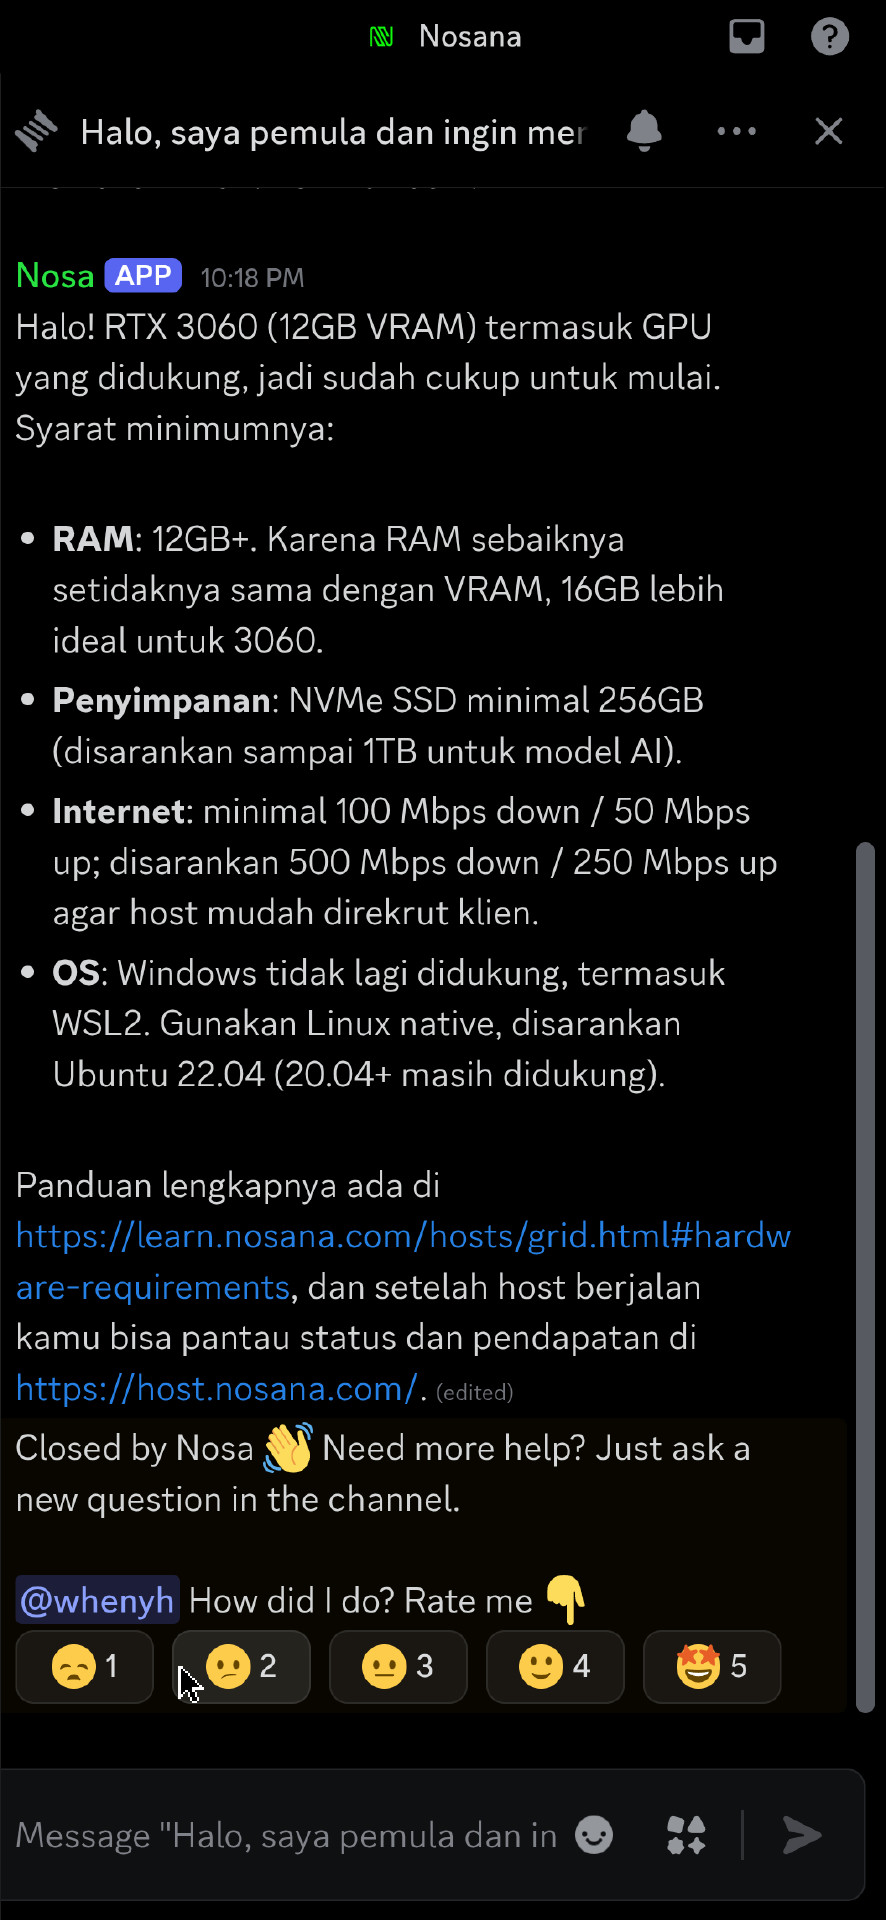 Nosana
Halo, saya pemula dan ingin mer
Nosa APP 10:18 PM
Halo! RTX 3060 (12GB VRAM) termasuk GPU
yang didukung, jadi sudah cukup untuk mulai.
Syarat minimumnya:
• RAM: 12GB+. Karena RAM sebaiknya
setidaknya sama dengan VRAM, 16GB lebih
ideal untuk 3060.
• Penyimpanan: NVMe SSD minimal 256GB
(disarankan sampai 1TB untuk model AI).
• Internet: minimal 100 Mbps down / 50 Mbps
up; disarankan 500 Mbps down / 250 Mbps up
agar host mudah direkrut klien.
• OS: Windows tidak lagi didukung, termasuk
WSL2. Gunakan Linux native, disarankan
Ubuntu 22.04 (20.04+ masih didukung).
Panduan lengkapnya ada di
https://learn.nosana.com/hosts/grid.html#hardw
are-requirements, dan setelah host berjalan
kamu bisa pantau status dan pendapatan di
https://host.nosana.com/. (edited)
Closed by Nosa 👋 Need more help? Just ask a
new question in the channel.
@whenyh How did I do? Rate me 👇
😞 1 😕 2 😐 3 🙂 4 🤩 5
Message "Halo, saya pemula dan in